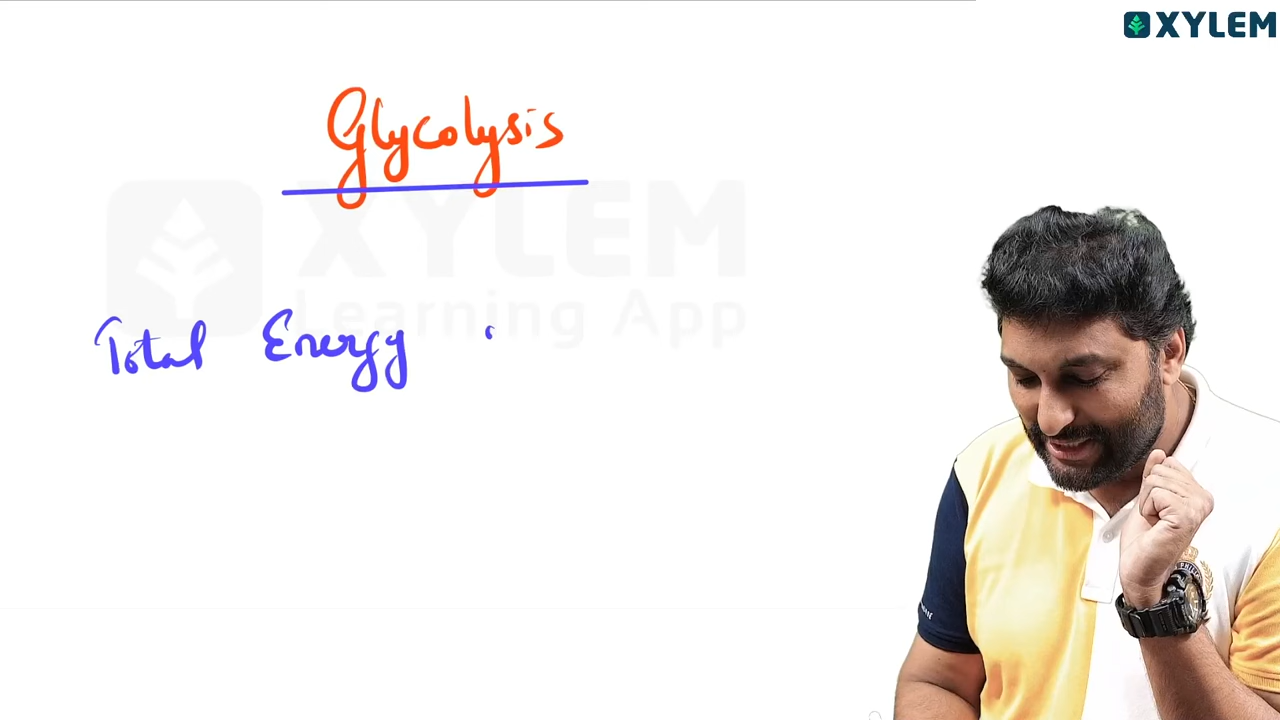 XYLEM
Glycolysis
XYLEM
Learning App
Total Energy